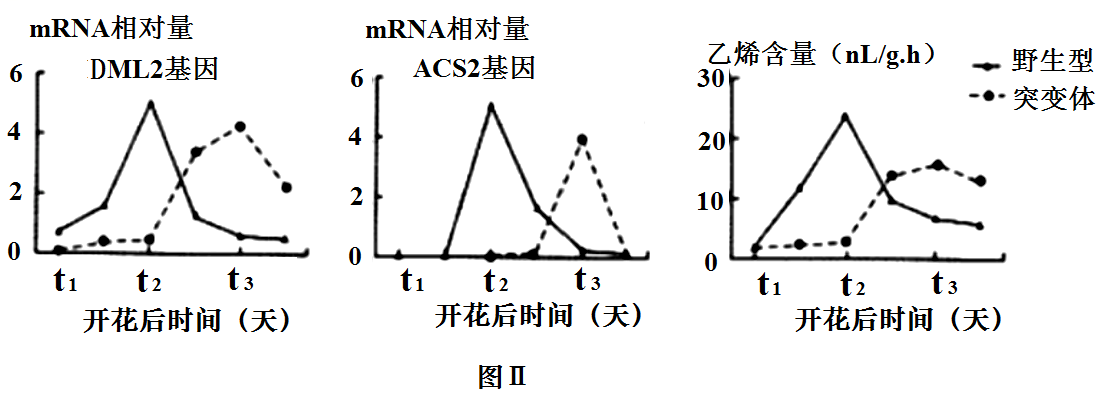 mRNA相对量
DML2基因
6
4
2
0
t1 t2 t3
开花后时间（天）
mRNA相对量
ACS2基因
6
4
2
0
t1 t2 t3
开花后时间（天）
乙烯含量（nL/g.h）
30
20
10
0
t1 t2 t3
开花后时间（天）
野生型
突变体
图Ⅱ